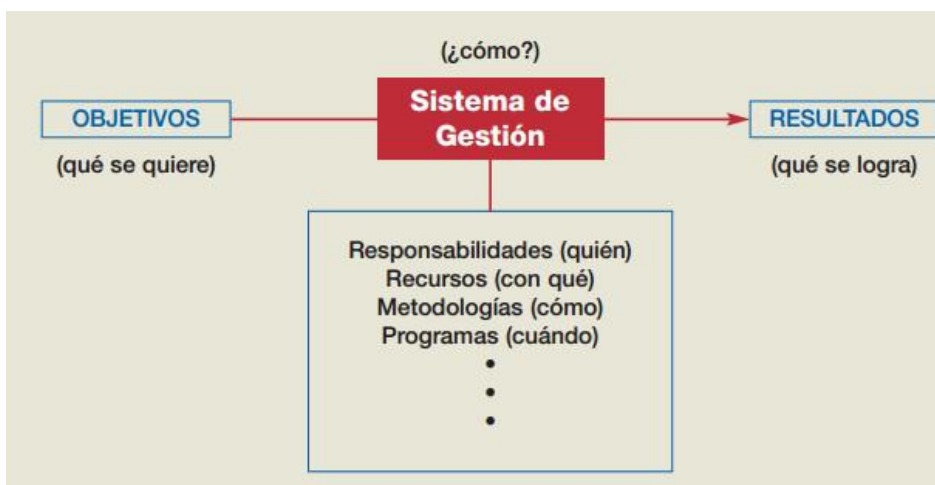 (¿cómo?)
Sistema de
Gestión
OBJETIVOS
(qué se quiere)
RESULTADOS
(qué se logra)
Responsabilidades (quién)
Recursos (con qué)
Metodologías (cómo)
Programas (cuándo)
•
•
•